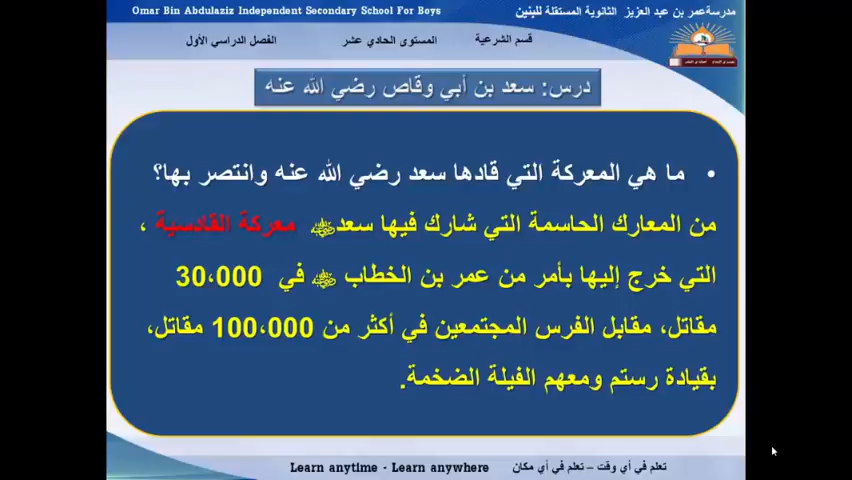 Omar Bin Abdulaziz Independent Secondary School For Boys
مدرسةعمر بن عبد العزيز الثانوية المستقلة للبنين
قسم الشرعية
المستوى الحادي عشر
الفصل الدراسي الأول
درس: سعد بن أبي وقاص رضي الله عنه
• ما هي المعركة التي قادها سعد رضي الله عنه وانتصر بها؟
من المعارك الحاسمة التي شارك فيها سعد معركة القادسية ،
التي خرج إليها بأمر من عمر بن الخطاب في 30،000
مقاتل، مقابل الفرس المجتمعين في أكثر من 100،000 مقاتل،
بقيادة رستم ومعهم الفيلة الضخمة.
Learn anytime - Learn anywhere
تعلم في أي وقت – تعلم في أي مكان